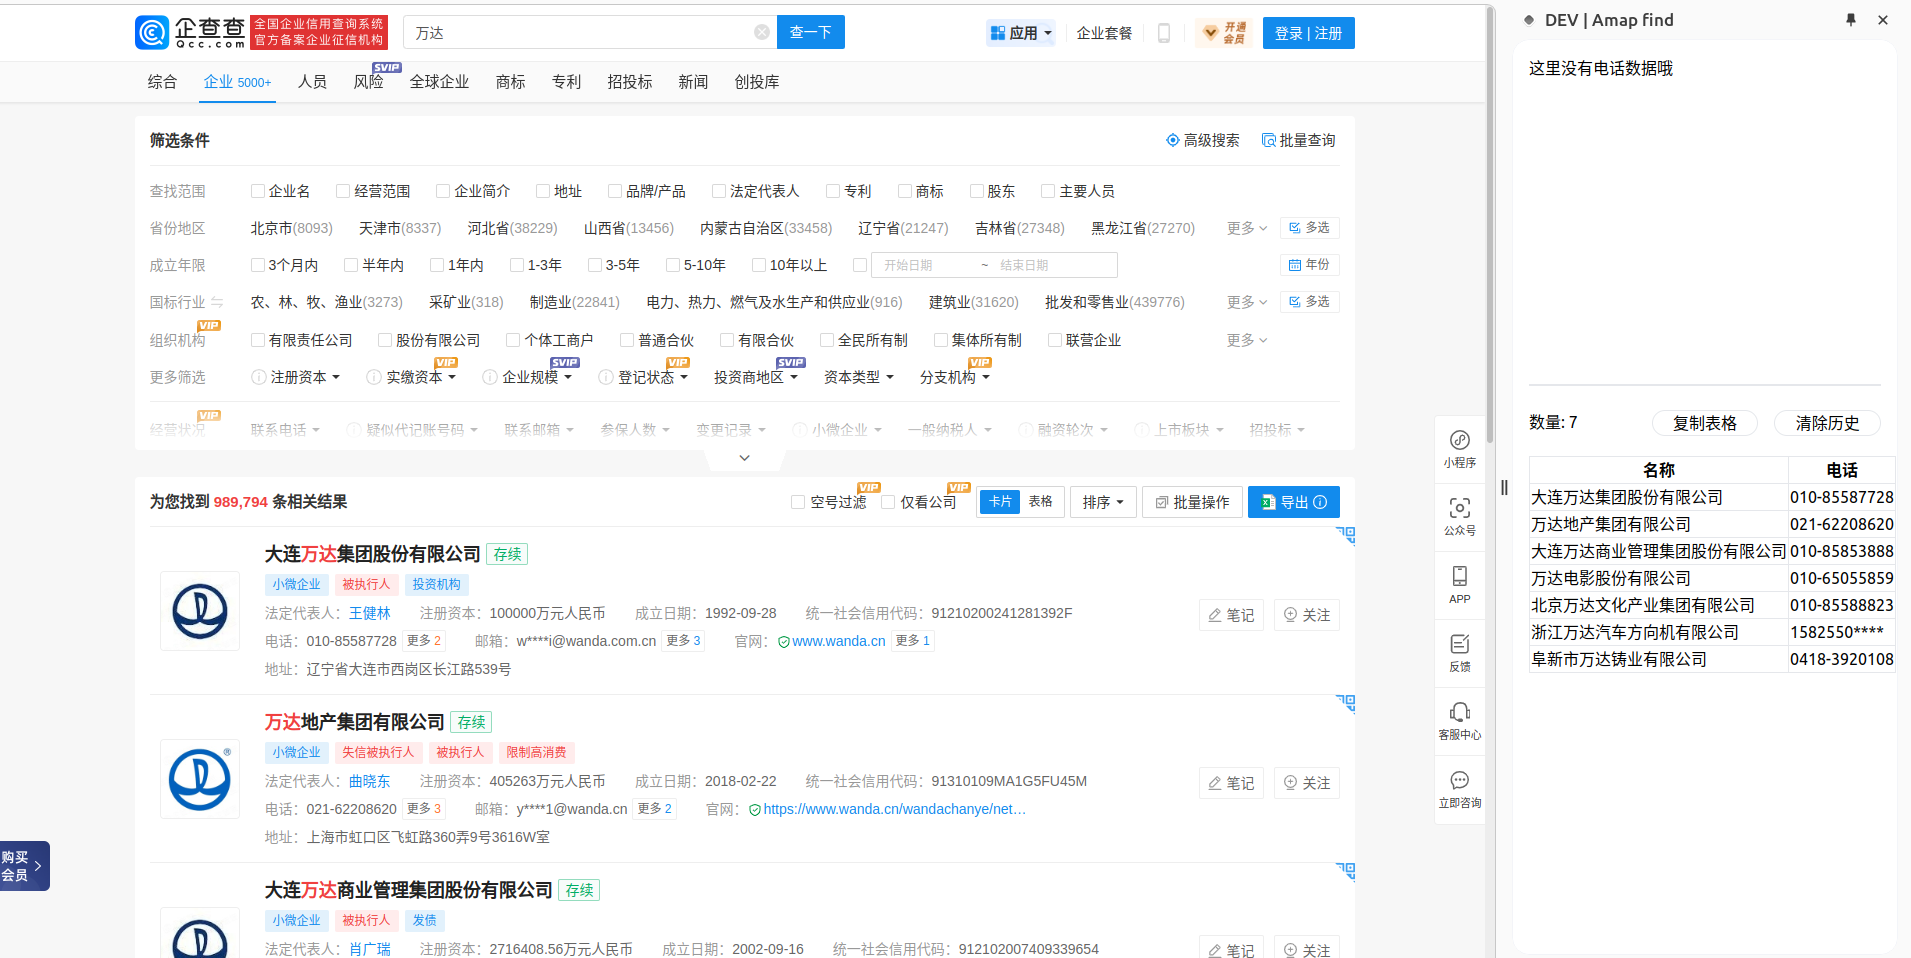 企查查
Qcc.com
全国企业信用查询系统
官方备案企业征信机构
万达
查一下
应用
企业套餐
开通
会员
登录 | 注册
综合
企业 5000+
人员
风险
SVIP
全球企业
商标
专利
招投标
新闻
创投库
筛选条件
高级搜索
批量查询
查找范围 企业名 经营范围 企业简介 地址 品牌/产品 法定代表人 专利 商标 股东 主要人员
省份地区 北京市(8093) 天津市(8337) 河北省(38229) 山西省(13456) 内蒙古自治区(33458) 辽宁省(21247) 吉林省(27348) 黑龙江省(27270) 更多 多选
成立年限 3个月内 半年内 1年内 1-3年 3-5年 5-10年 10年以上 开始日期 ~ 结束日期 年份
国标行业 农、林、牧、渔业(3273) 采矿业(318) 制造业(22841) 电力、热力、燃气及水生产和供应业(916) 建筑业(31620) 批发和零售业(439776) 更多 多选
VIP
组织机构 有限责任公司 股份有限公司 个体工商户 普通合伙 有限合伙 全民所有制 集体所有制 联营企业 更多
VIP SVIP VIP SVIP VIP
更多筛选 注册资本 实缴资本 企业规模 登记状态 投资商地区 资本类型 分支机构
VIP
经营状况 联系电话 疑似代记账号码 联系邮箱 参保人数 变更记录 小微企业 一般纳税人 融资轮次 上市板块 招投标
为您找到 989,794 条相关结果
空号过滤 VIP 仅看公司 VIP 卡片 表格 排序 批量操作 导出
大连万达集团股份有限公司 存续
小微企业 被执行人 投资机构
法定代表人：王健林 注册资本：100000万元人民币 成立日期：1992-09-28 统一社会信用代码：91210200241281392F
电话：010-85587728 更多 2 邮箱：w****i@wanda.com.cn 更多 3 官网：www.wanda.cn 更多 1
地址：辽宁省大连市西岗区长江路539号
笔记 关注
万达地产集团有限公司 存续
小微企业 失信被执行人 被执行人 限制高消费
法定代表人：曲晓东 注册资本：405263万元人民币 成立日期：2018-02-22 统一社会信用代码：91310109MA1G5FU45M
电话：021-62208620 更多 3 邮箱：y****1@wanda.cn 更多 2 官网：https://www.wanda.cn/wandachanye/net…
地址：上海市虹口区飞虹路360弄9号3616W室
®
笔记 关注
大连万达商业管理集团股份有限公司 存续
小微企业 被执行人 发债
法定代表人：肖广瑞 注册资本：2716408.56万元人民币 成立日期：2002-09-16 统一社会信用代码：912102007409339654
笔记 关注
购买
会员
小程序
公众号
APP
反馈
客服中心
立即咨询
DEV | Amap find
这里没有电话数据哦
数量: 7 复制表格 清除历史
名称 电话
大连万达集团股份有限公司 010-85587728
万达地产集团有限公司 021-62208620
大连万达商业管理集团股份有限公司 010-85853888
万达电影股份有限公司 010-65055859
北京万达文化产业集团有限公司 010-85588823
浙江万达汽车方向机有限公司 1582550****
阜新市万达铸业有限公司 0418-3920108